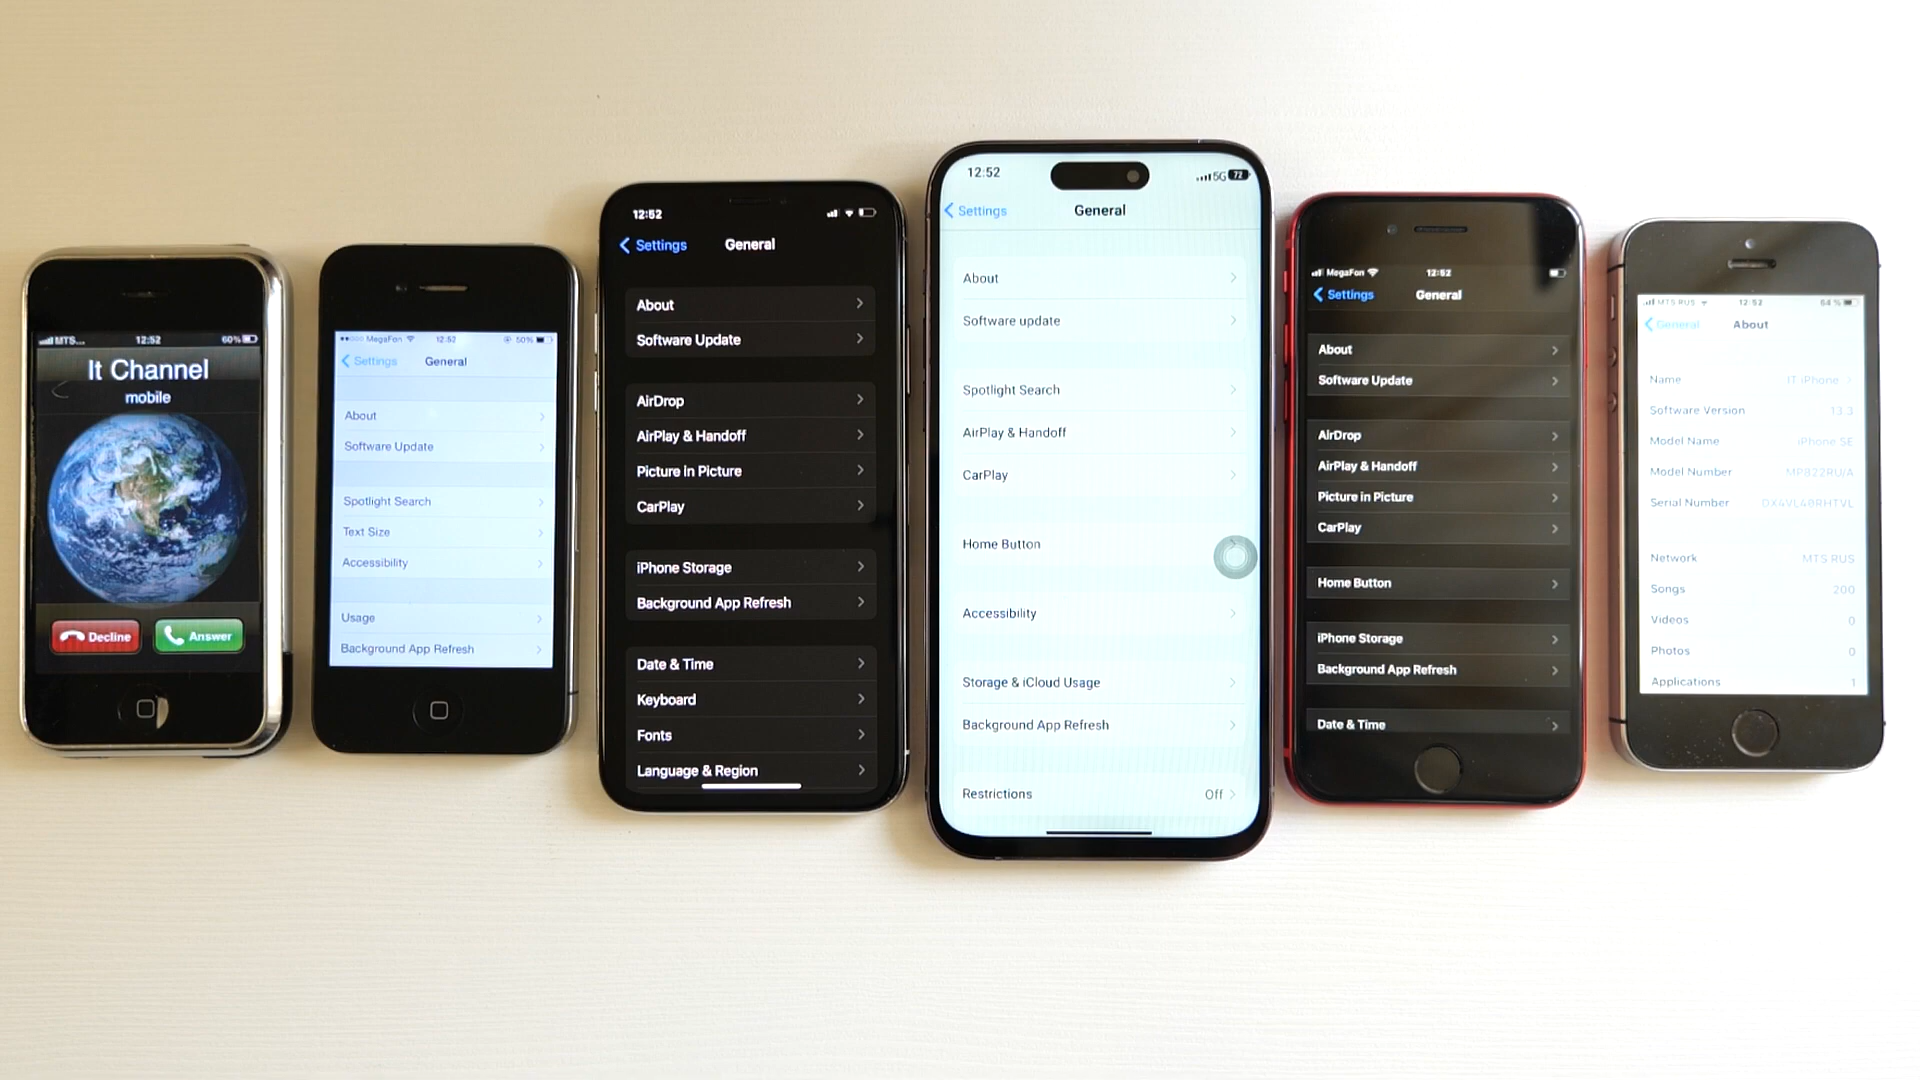 MTS... 12:52 60%
It Channel
mobile
Decline Answer
MegaFon 12:52 50%
Settings General
About
Software Update
Spotlight Search
Text Size
Accessibility
Usage
Background App Refresh
12:52
Settings General
About
Software Update
AirDrop
AirPlay & Handoff
Picture in Picture
CarPlay
iPhone Storage
Background App Refresh
Date & Time
Keyboard
Fonts
Language & Region
12:52 5G 72
Settings General
About
Software update
Spotlight Search
AirPlay & Handoff
CarPlay
Home Button
Accessibility
Storage & iCloud Usage
Background App Refresh
Restrictions Off
MegaFon 12:52
Settings General
About
Software Update
AirDrop
AirPlay & Handoff
Picture in Picture
CarPlay
Home Button
iPhone Storage
Background App Refresh
Date & Time
MTS RUS 12:52 64 %
General About
Name IT iPhone
Software Version 13.3
Model Name iPhone SE
Model Number MP822RU/A
Serial Number
Network MTS RUS
Songs 200
Videos 0
Photos 0
Applications 1